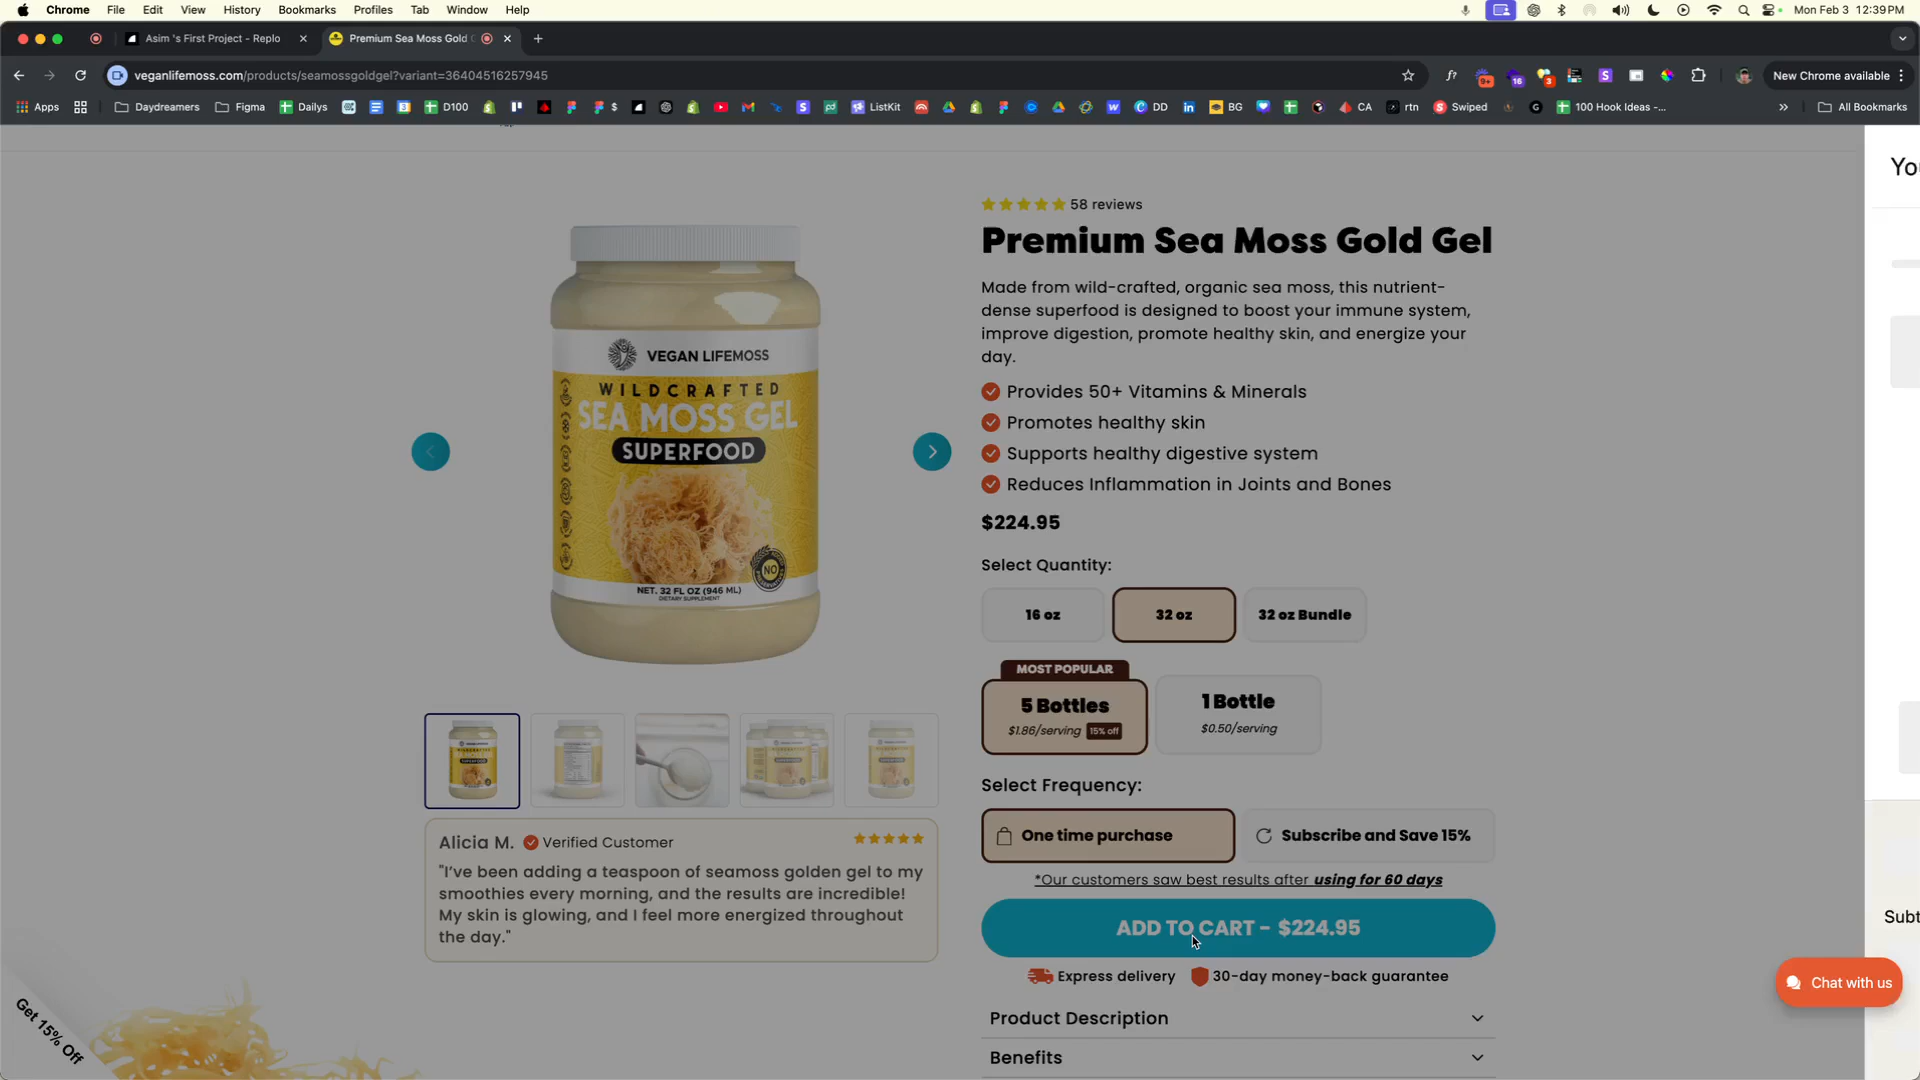 Chrome File Edit View History Bookmarks Profiles Tab Window Help
Mon Feb 3 12:39 PM
Asim 's First Project - Replo
Premium Sea Moss Gold
veganlifemoss.com/products/seamossgoldgel?variant=36404516257945
f?
9+
16
3
New Chrome available
Apps
Daydreamers
Figma
Dailys
D100
$
ListKit
DD
BG
CA
rtn
Swiped
100 Hook Ideas -...
All Bookmarks
You
58 reviews
Premium Sea Moss Gold Gel
Made from wild-crafted, organic sea moss, this nutrient-
dense superfood is designed to boost your immune system,
improve digestion, promote healthy skin, and energize your
day.
Provides 50+ Vitamins & Minerals
Promotes healthy skin
Supports healthy digestive system
Reduces Inflammation in Joints and Bones
$224.95
Select Quantity:
16 oz
32 oz
32 oz Bundle
MOST POPULAR
5 Bottles
$1.86/serving 15% off
1 Bottle
$0.50/serving
Select Frequency:
One time purchase
Subscribe and Save 15%
*Our customers saw best results after using for 60 days
ADD TO CART - $224.95
Express delivery
30-day money-back guarantee
Product Description
Benefits
VEGAN LIFEMOSS
WILDCRAFTED
SEA MOSS GEL
SUPERFOOD
NO
NET. 32 FL OZ (946 ML)
DIETARY SUPPLEMENT
Alicia M. Verified Customer
"I've been adding a teaspoon of seamoss golden gel to my
smoothies every morning, and the results are incredible!
My skin is glowing, and I feel more energized throughout
the day."
Get 15% Off
Subt
Chat with us